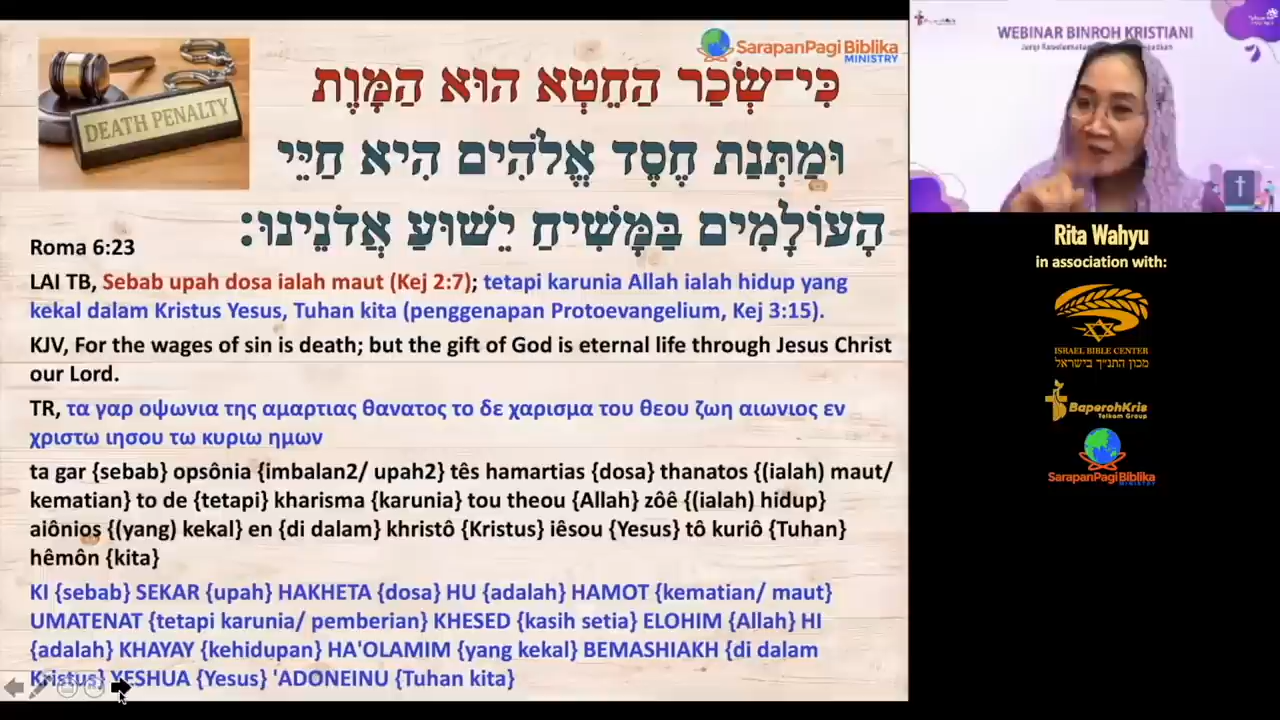 DEATH PENALTY
SarapanPagi Biblika
MINISTRY
כִּי־שְׂכַר הַחֵטְא הוּא הַמָּוֶת
וּמַתְּנַת חֶסֶד אֱלֹהִים הִיא חַיֵּי
הָעוֹלָמִים בַּמָּשִׁיחַ יֵשׁוּעַ אֲדֹנֵינוּ׃
Roma 6:23
LAI TB, Sebab upah dosa ialah maut (Kej 2:7); tetapi karunia Allah ialah hidup yang
kekal dalam Kristus Yesus, Tuhan kita (penggenapan Protoevangelium, Kej 3:15).
KJV, For the wages of sin is death; but the gift of God is eternal life through Jesus Christ
our Lord.
TR, τα γαρ οψωνια της αμαρτιας θανατος το δε χαρισμα του θεου ζωη αιωνιος εν
χριστω ιησου τω κυριω ημων
ta gar {sebab} opsônia {imbalan2/ upah2} tês hamartias {dosa} thanatos {(ialah) maut/
kematian} to de {tetapi} kharisma {karunia} tou theou {Allah} zôê {(ialah) hidup}
aiônios {(yang) kekal} en {di dalam} khristô {Kristus} iêsou {Yesus} tô kuriô {Tuhan}
hêmôn {kita}
KI {sebab} SEKAR {upah} HAKHETA {dosa} HU {adalah} HAMOT {kematian/ maut}
UMATENAT {tetapi karunia/ pemberian} KHESED {kasih setia} ELOHIM {Allah} HI
{adalah} KHAYAY {kehidupan} HA'OLAMIM {yang kekal} BEMASHIAKH {di dalam
Kristus} YESHUA {Yesus} 'ADONEINU {Tuhan kita}
WEBINAR BINROH KRISTIANI
Rita Wahyu
in association with:
ISRAEL BIBLE CENTER
מכון התנ"ך בישראל
BaperohKris
Telkom Group
SarapanPagi Biblika
MINISTRY